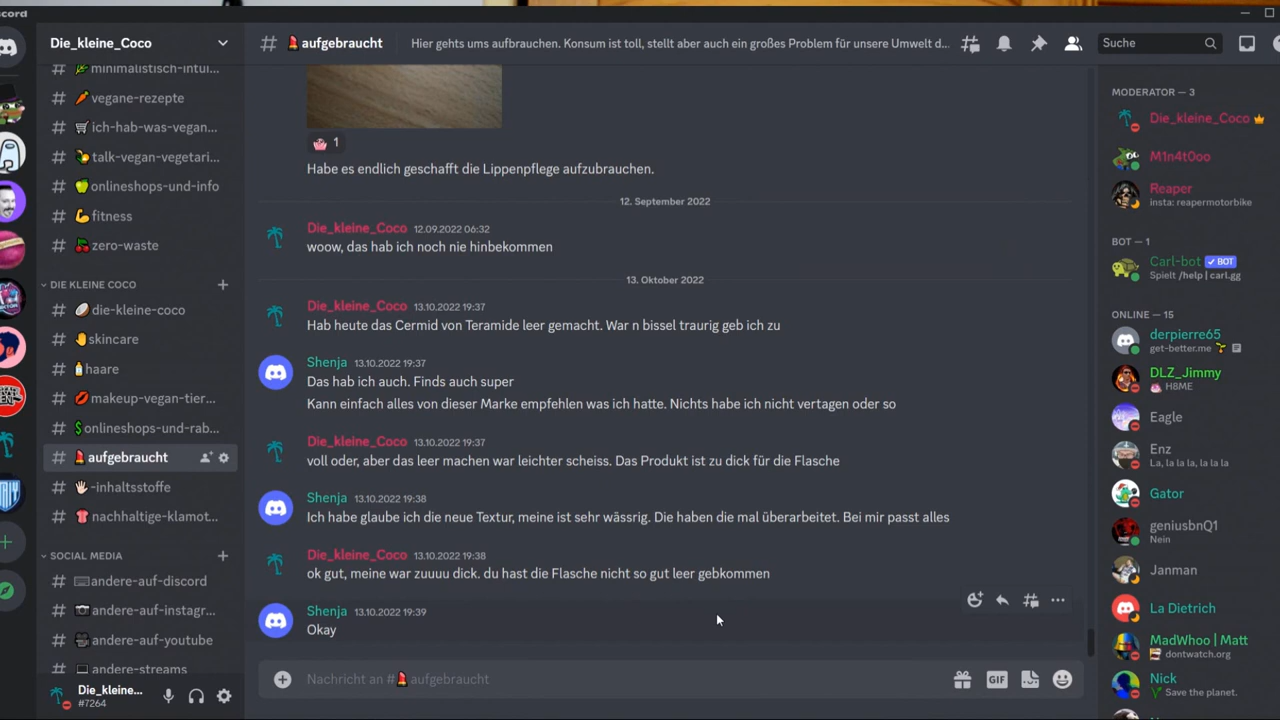 scord
Die_kleine_Coco
minimalistisch-intui...
vegane-rezepte
ich-hab-was-vegan...
talk-vegan-vegetari...
onlineshops-und-info
fitness
zero-waste
DIE KLEINE COCO
die-kleine-coco
skincare
haare
makeup-vegan-tier...
onlineshops-und-rab...
aufgebraucht
-inhaltsstoffe
nachhaltige-klamot...
SOCIAL MEDIA
andere-auf-discord
andere-auf-instagr...
andere-auf-youtube
andere-streams
Die_kleine...
#7264
aufgebraucht
Hier gehts ums aufbrauchen. Konsum ist toll, stellt aber auch ein großes Problem für unsere Umwelt d...
Suche
1
Habe es endlich geschafft die Lippenpflege aufzubrauchen.
12. September 2022
Die_kleine_Coco 12.09.2022 06:32
woow, das hab ich noch nie hinbekommen
13. Oktober 2022
Die_kleine_Coco 13.10.2022 19:37
Hab heute das Cermid von Teramide leer gemacht. War n bissel traurig geb ich zu
Shenja 13.10.2022 19:37
Das hab ich auch. Finds auch super
Kann einfach alles von dieser Marke empfehlen was ich hatte. Nichts habe ich nicht vertagen oder so
Die_kleine_Coco 13.10.2022 19:37
voll oder, aber das leer machen war leichter scheiss. Das Produkt ist zu dick für die Flasche
Shenja 13.10.2022 19:38
Ich habe glaube ich die neue Textur, meine ist sehr wässrig. Die haben die mal überarbeitet. Bei mir passt alles
Die_kleine_Coco 13.10.2022 19:38
ok gut, meine war zuuuu dick. du hast die Flasche nicht so gut leer gebkommen
Shenja 13.10.2022 19:39
Okay
Nachricht an # aufgebraucht
GIF
MODERATOR — 3
Die_kleine_Coco
M1n4t0oo
Reaper
insta: reapermotorbike
BOT — 1
Carl-bot BOT
Spielt /help | carl.gg
ONLINE — 15
derpierre65
get-better.me
DLZ_Jimmy
H8ME
Eagle
Enz
La, la la la, la la la
Gator
geniusbnQ1
Nein
Janman
La Dietrich
MadWhoo | Matt
dontwatch.org
Nick
Save the planet.